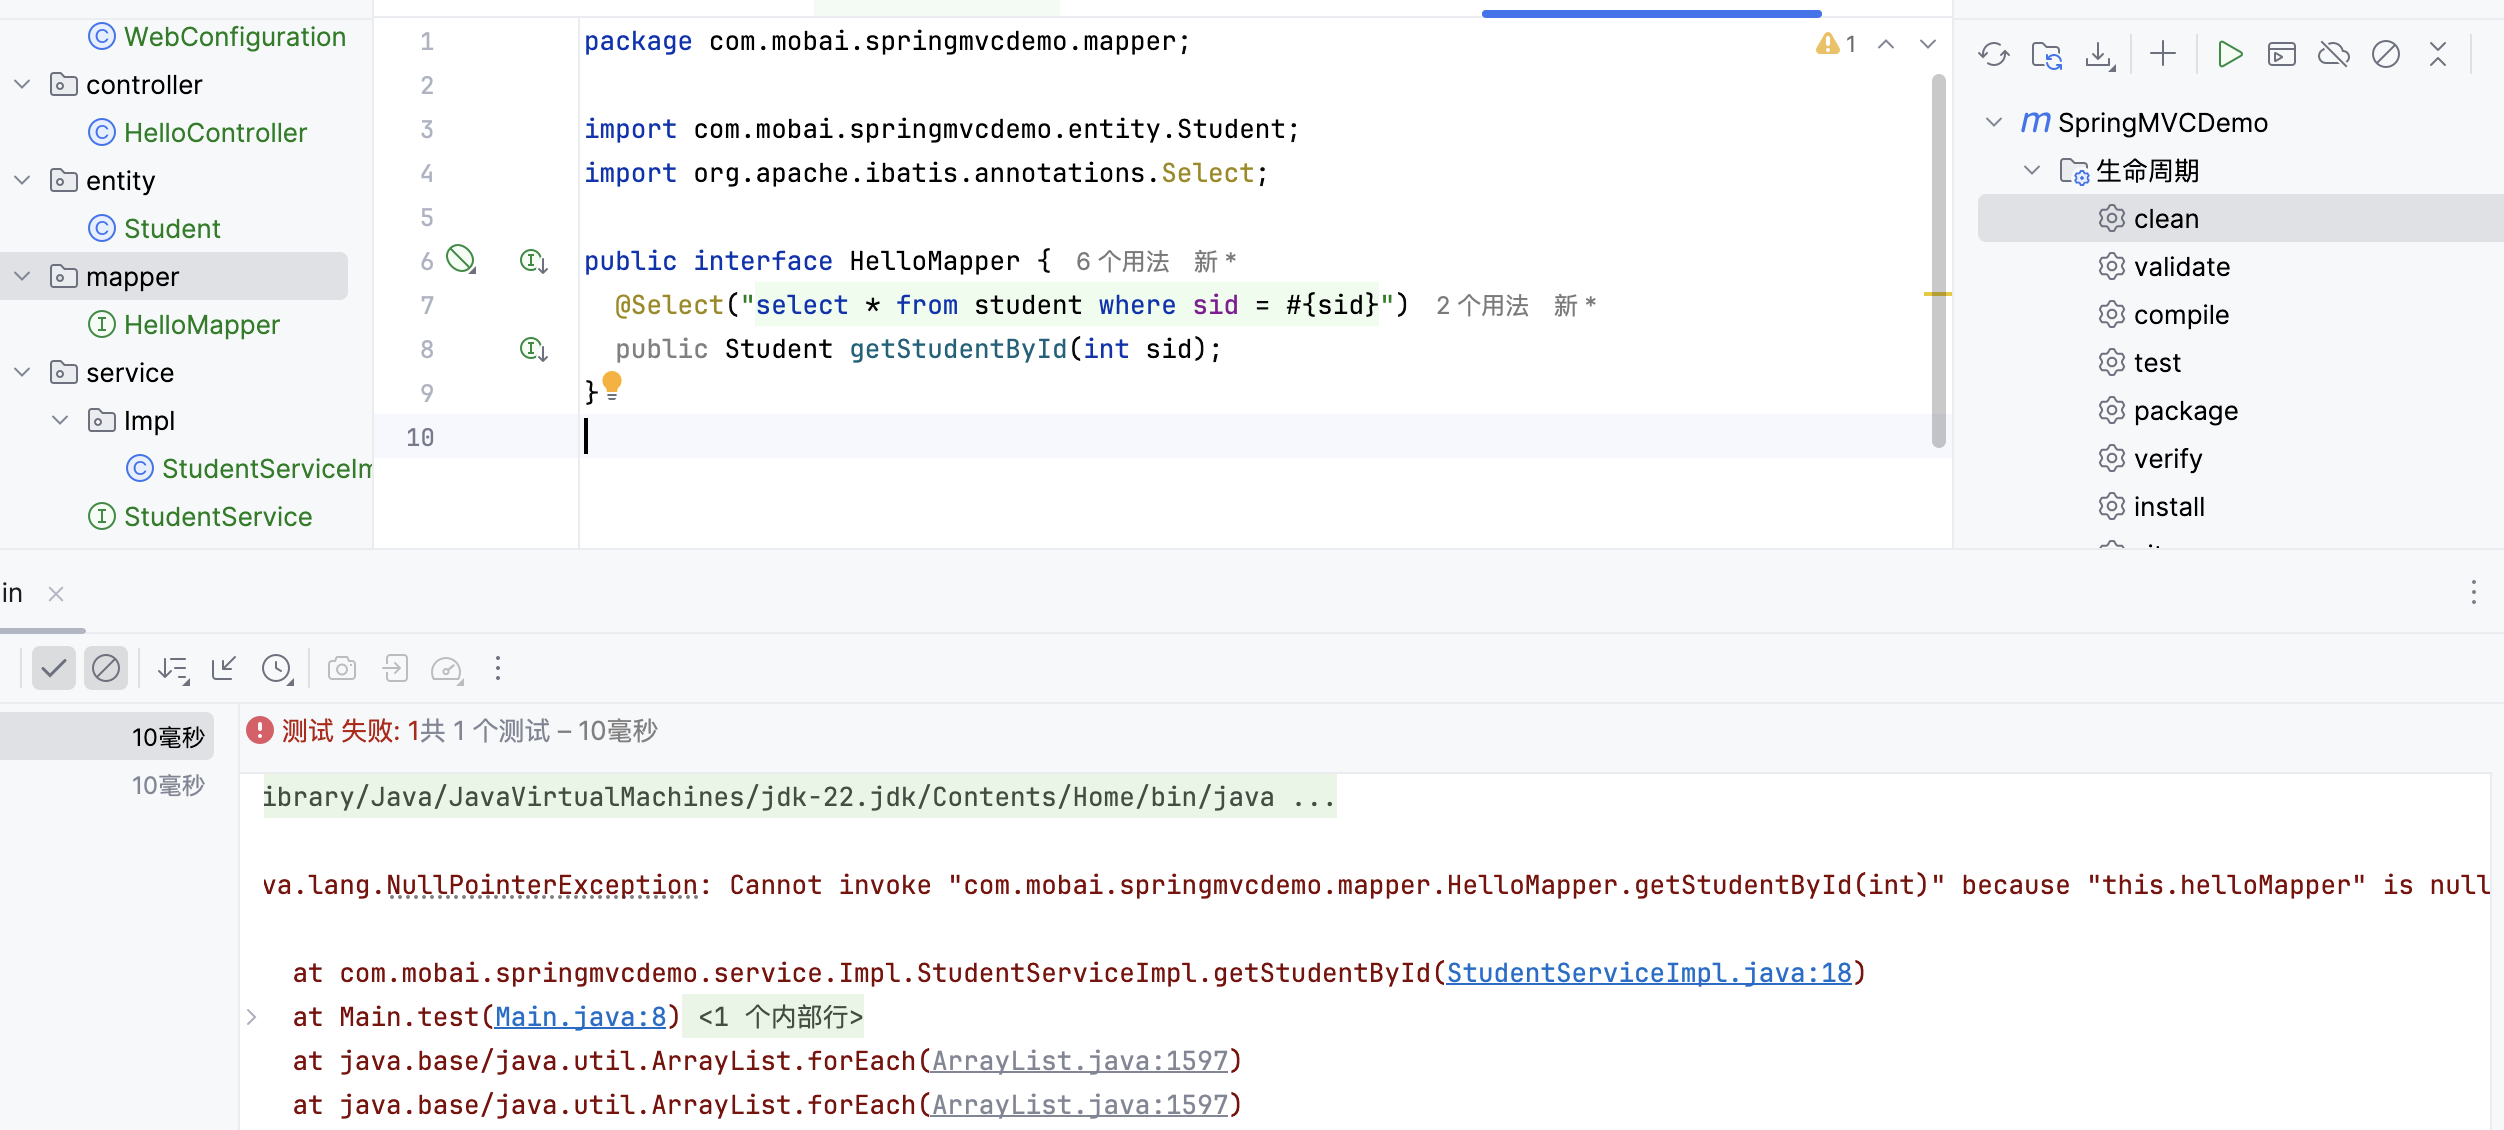 WebConfiguration
controller
HelloController
entity
Student
mapper
HelloMapper
service
Impl
StudentServiceIm
StudentService
1 package com.mobai.springmvcdemo.mapper;
2
3 import com.mobai.springmvcdemo.entity.Student;
4 import org.apache.ibatis.annotations.Select;
5
6 public interface HelloMapper { 6 个用法 新 *
7 @Select("select * from student where sid = #{sid}") 2 个用法 新 *
8 public Student getStudentById(int sid);
9 }
10
1
SpringMVCDemo
生命周期
clean
validate
compile
test
package
verify
install
in
10毫秒
10毫秒
测试 失败: 1共 1 个测试 – 10毫秒
ibrary/Java/JavaVirtualMachines/jdk-22.jdk/Contents/Home/bin/java ...
va.lang.NullPointerException: Cannot invoke "com.mobai.springmvcdemo.mapper.HelloMapper.getStudentById(int)" because "this.helloMapper" is null
at com.mobai.springmvcdemo.service.Impl.StudentServiceImpl.getStudentById(StudentServiceImpl.java:18)
at Main.test(Main.java:8) <1 个内部行>
at java.base/java.util.ArrayList.forEach(ArrayList.java:1597)
at java.base/java.util.ArrayList.forEach(ArrayList.java:1597)